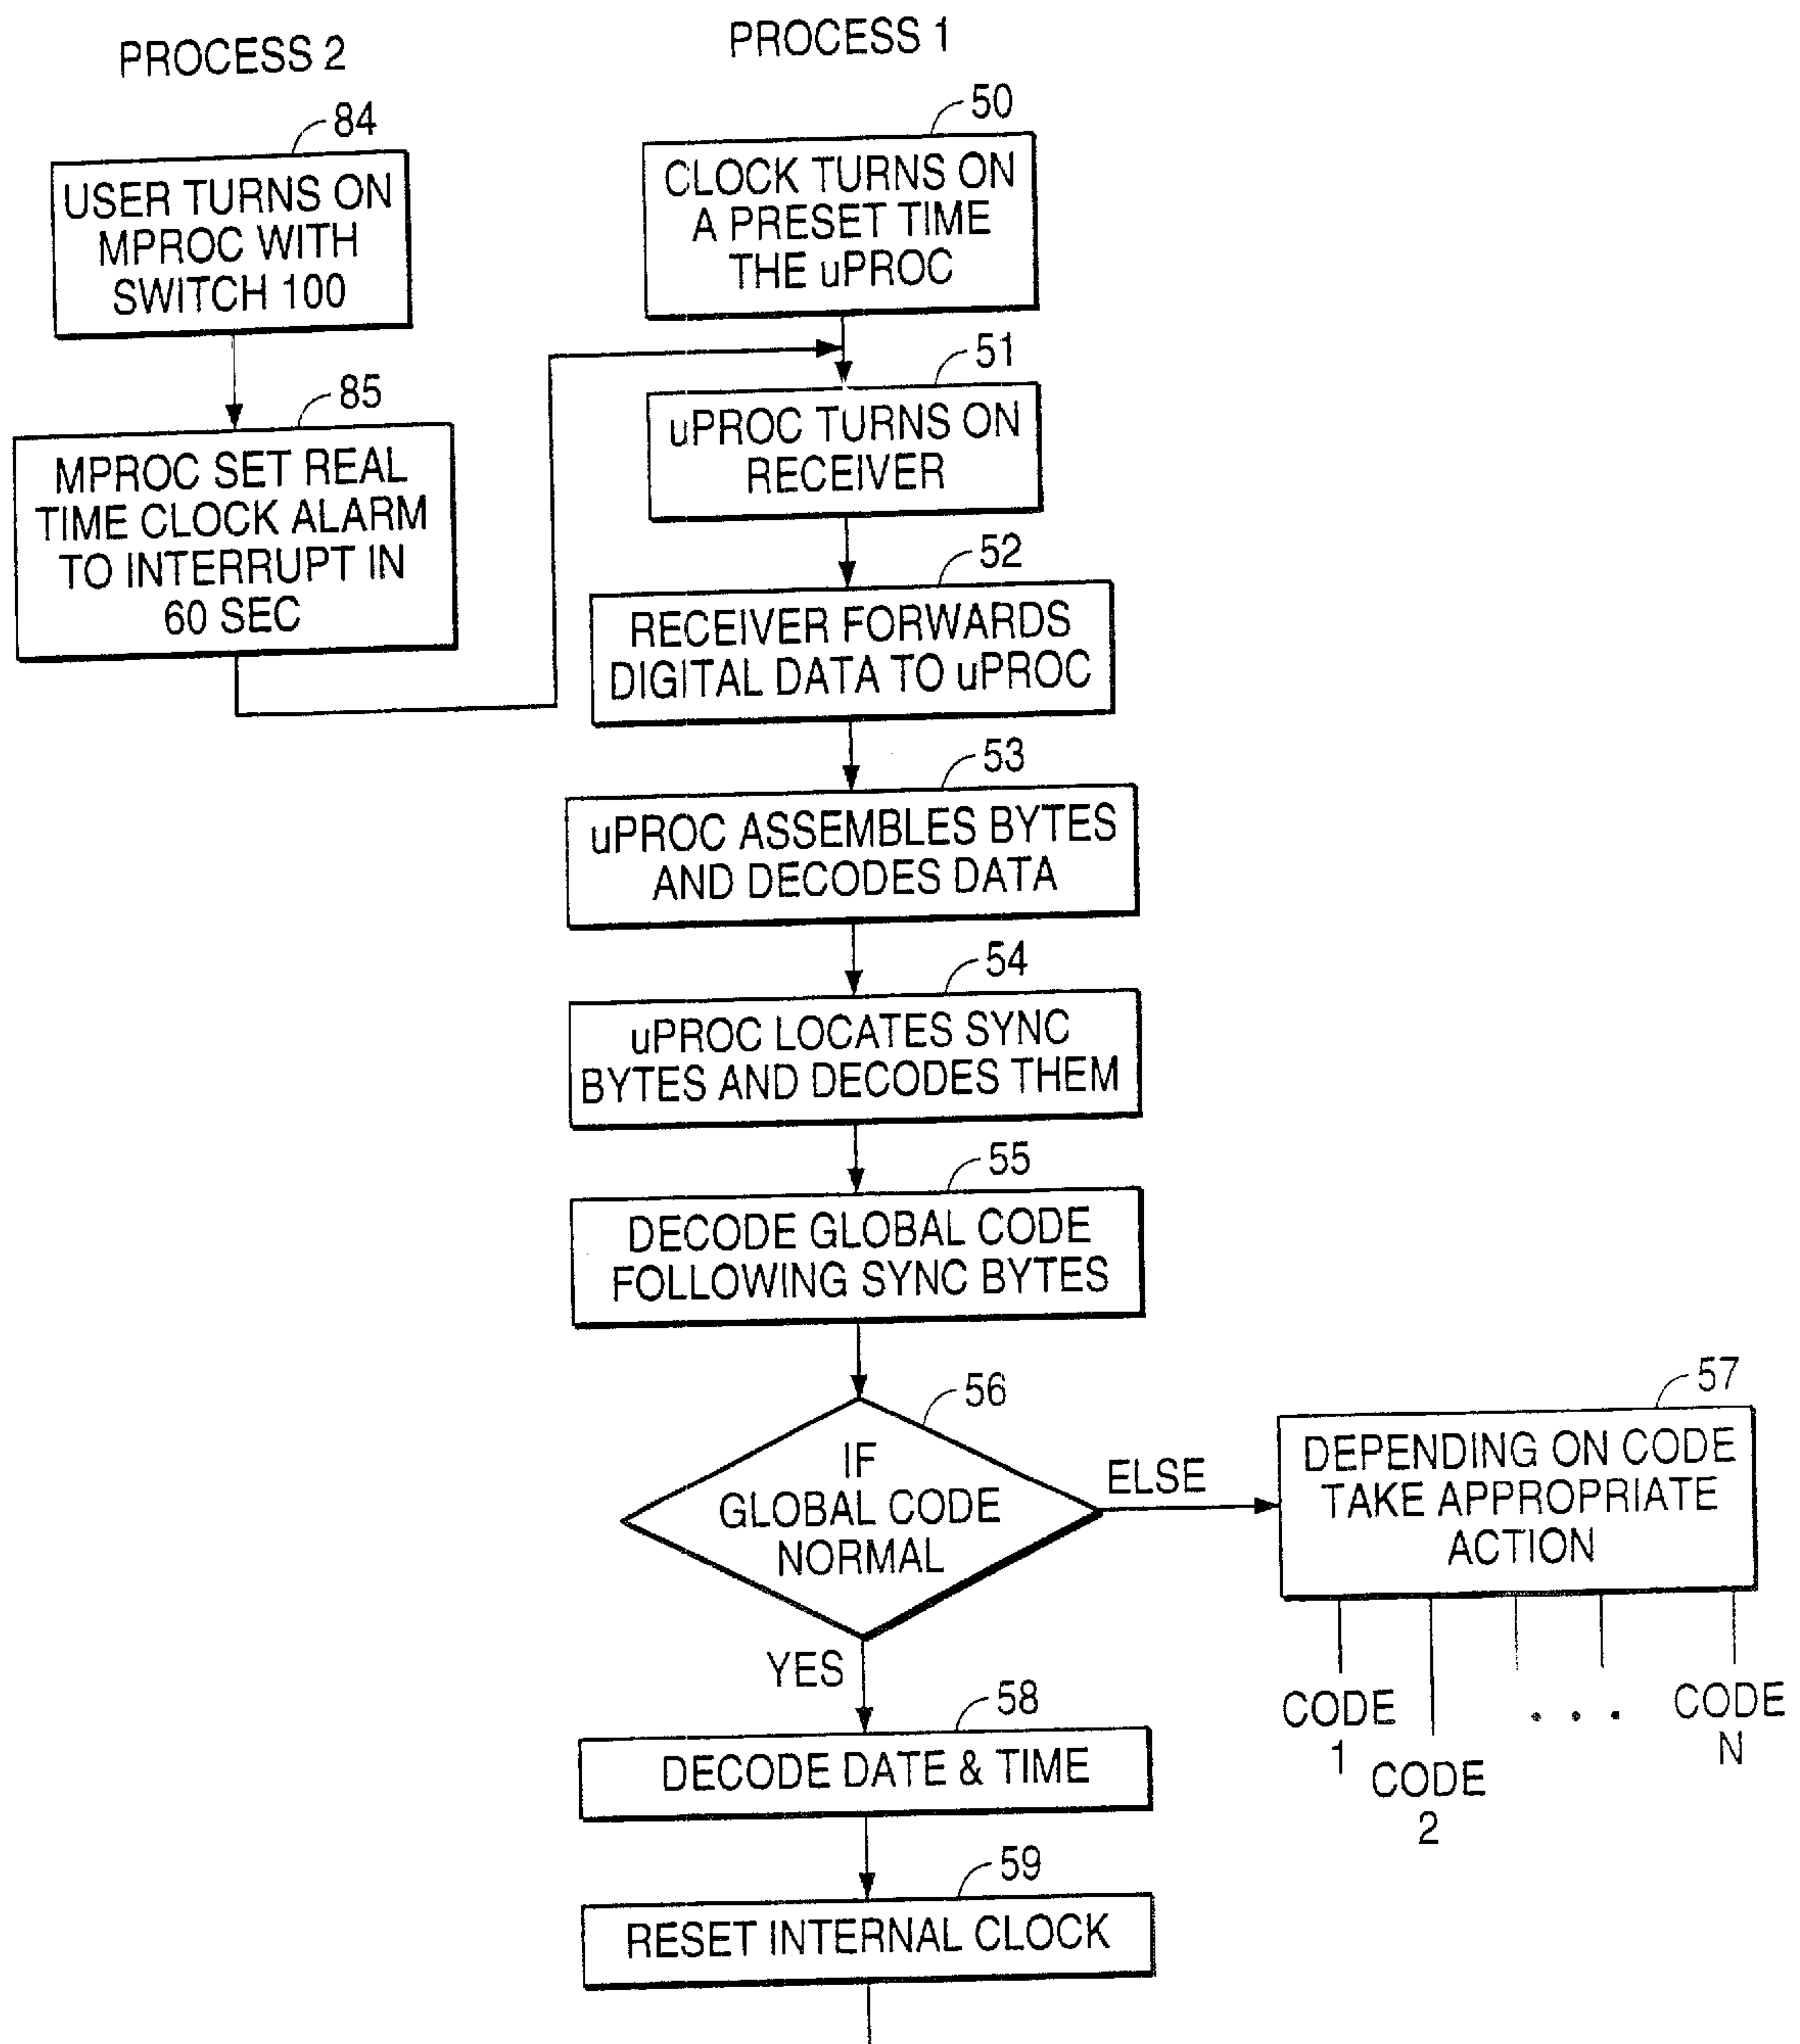 PROCESS 2
PROCESS 1
84
USER TURNS ON
MPROC WITH
SWITCH 100
50
CLOCK TURNS ON
A PRESET TIME
THE uPROC
85
MPROC SET REAL
TIME CLOCK ALARM
TO INTERRUPT IN
60 SEC
51
uPROC TURNS ON
RECEIVER
52
RECEIVER FORWARDS
DIGITAL DATA TO uPROC
53
uPROC ASSEMBLES BYTES
AND DECODES DATA
54
uPROC LOCATES SYNC
BYTES AND DECODES THEM
55
DECODE GLOBAL CODE
FOLLOWING SYNC BYTES
56
IF
GLOBAL CODE
NORMAL
ELSE
57
DEPENDING ON CODE
TAKE APPROPRIATE
ACTION
CODE
1
CODE
2
. . .
CODE
N
YES
58
DECODE DATE & TIME
59
RESET INTERNAL CLOCK